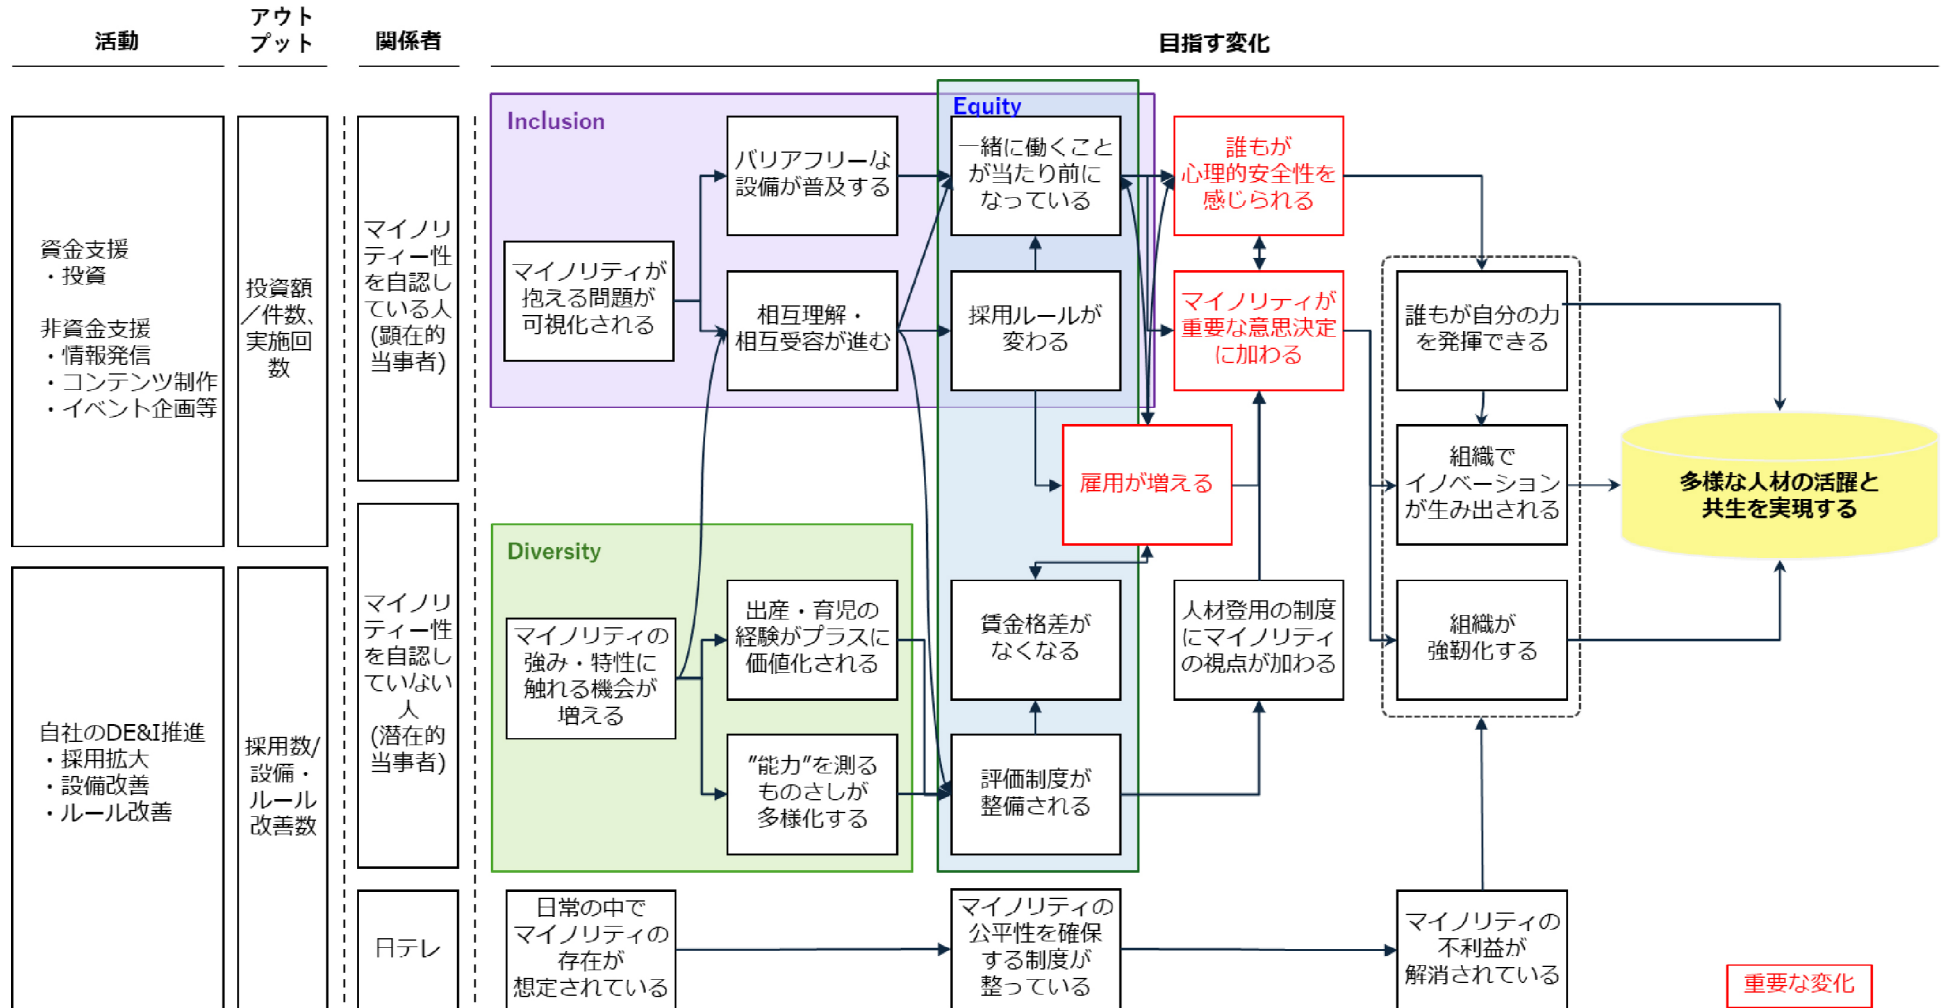 活動
アウト
プット
関係者
目指す変化
資金支援
・投資
非資金支援
・情報発信
・コンテンツ制作
・イベント企画等
投資額
／件数、
実施回
数
自社のDE&I推進
・採用拡大
・設備改善
・ルール改善
採用数/
設備・
ルール
改善数
マイノリ
ティー性
を自認し
ている人
(顕在的
当事者)
マイノリ
ティー性
を自認し
ていない
人
(潜在的
当事者)
日テレ
Inclusion
マイノリティが
抱える問題が
可視化される
バリアフリーな
設備が普及する
相互理解・
相互受容が進む
Equity
一緒に働くこと
が当たり前に
なっている
採用ルールが
変わる
誰もが
心理的安全性を
感じられる
マイノリティが
重要な意思決定
に加わる
雇用が増える
Diversity
マイノリティの
強み・特性に
触れる機会が
増える
出産・育児の
経験がプラスに
価値化される
”能力”を測る
ものさしが
多様化する
賃金格差が
なくなる
評価制度が
整備される
人材登用の制度
にマイノリティ
の視点が加わる
誰もが自分の力
を発揮できる
組織で
イノベーション
が生み出される
組織が
強靭化する
多様な人材の活躍と
共生を実現する
日常の中で
マイノリティの
存在が
想定されている
マイノリティの
公平性を確保
する制度が
整っている
マイノリティの
不利益が
解消されている
重要な変化